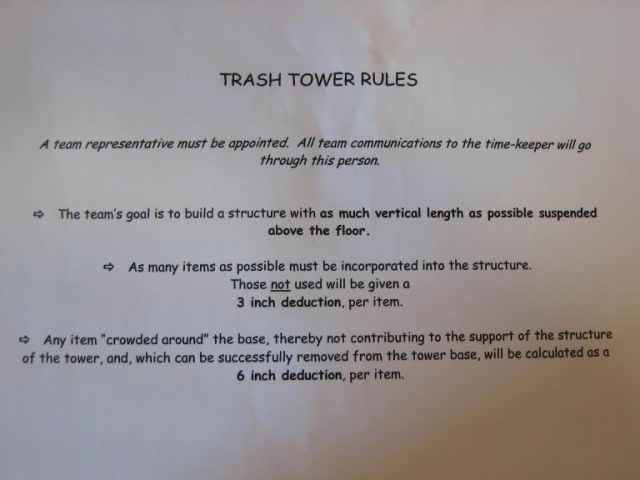 TRASH TOWER RULES
A team representative must be appointed. All team communications to the time-keeper will go
through this person.
⇨ The team's goal is to build a structure with as much vertical length as possible suspended
above the floor.
⇨ As many items as possible must be incorporated into the structure.
Those not used will be given a
3 inch deduction, per item.
⇨ Any item "crowded around" the base, thereby not contributing to the support of the structure
of the tower, and, which can be successfully removed from the tower base, will be calculated as a
6 inch deduction, per item.